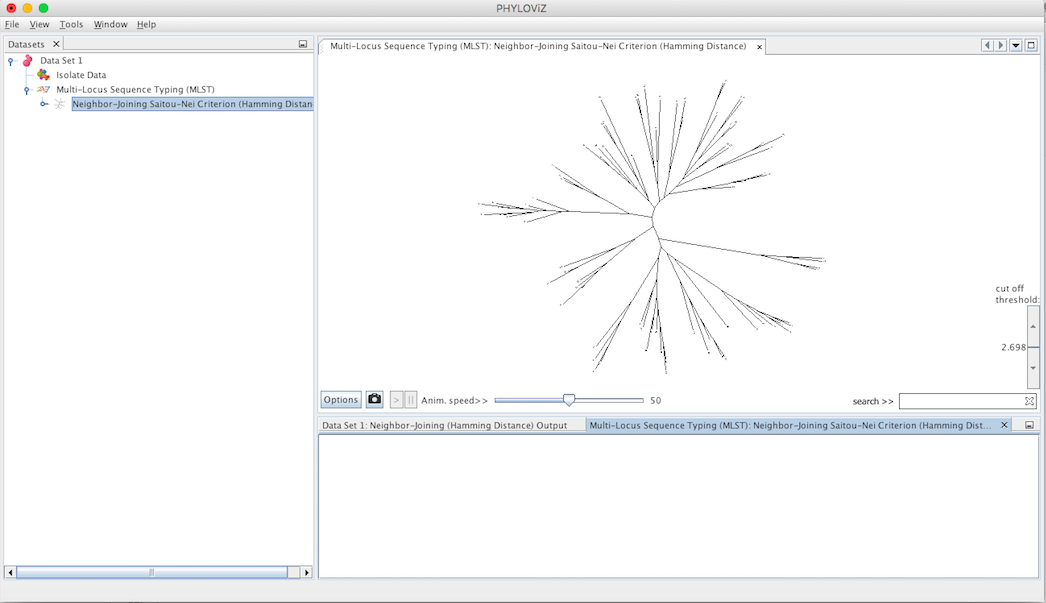 PHYLOViZ
File View Tools Window Help
Datasets
Data Set 1
Isolate Data
Multi-Locus Sequence Typing (MLST)
Neighbor-Joining Saitou-Nei Criterion (Hamming Distan
Multi-Locus Sequence Typing (MLST): Neighbor-Joining Saitou-Nei Criterion (Hamming Distance)
cut off
threshold:
2.698
Options > || Anim. speed>> 50 search >>
Data Set 1: Neighbor-Joining (Hamming Distance) Output
Multi-Locus Sequence Typing (MLST): Neighbor-Joining Saitou-Nei Criterion (Hamming Dist...